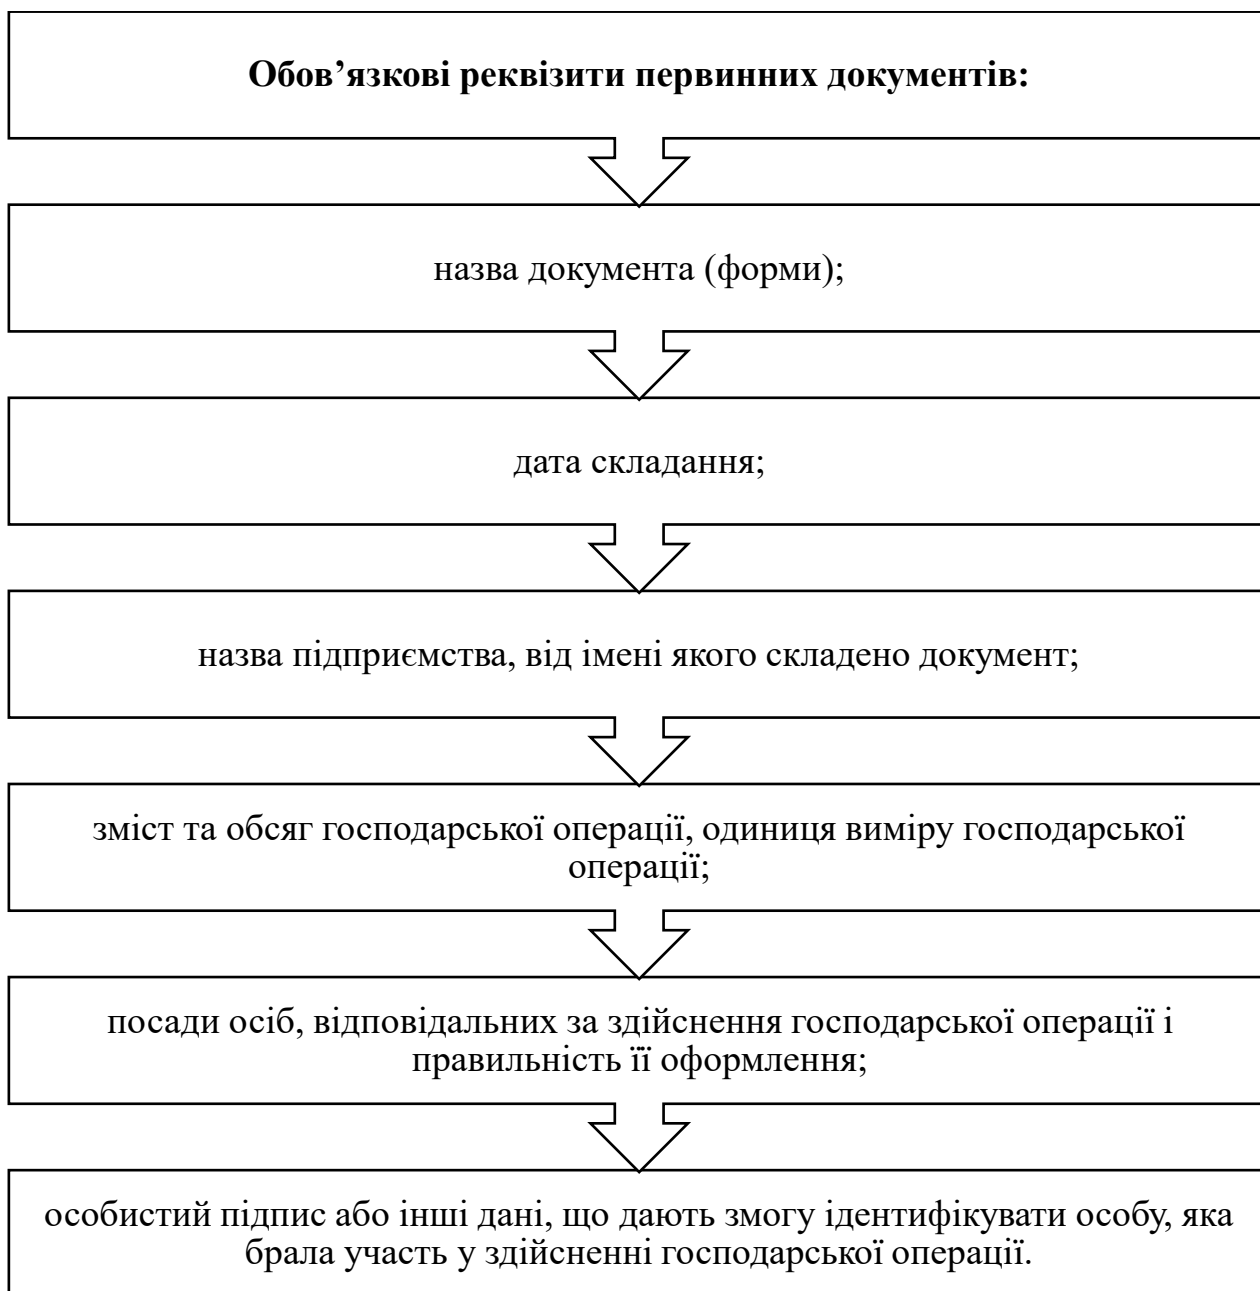 Обов’язкові реквізити первинних документів:
назва документа (форми);
дата складання;
назва підприємства, від імені якого складено документ;
зміст та обсяг господарської операції, одиниця виміру господарської
операції;
посади осіб, відповідальних за здійснення господарської операції і
правильність її оформлення;
особистий підпис або інші дані, що дають змогу ідентифікувати особу, яка
брала участь у здійсненні господарської операції.